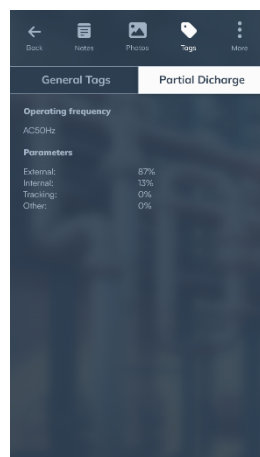 Back Notes Photos Tags More
General Tags Partial Dicharge
Operating frequency
AC50Hz
Parameters
External: 87%
Internal: 13%
Tracking: 0%
Other: 0%